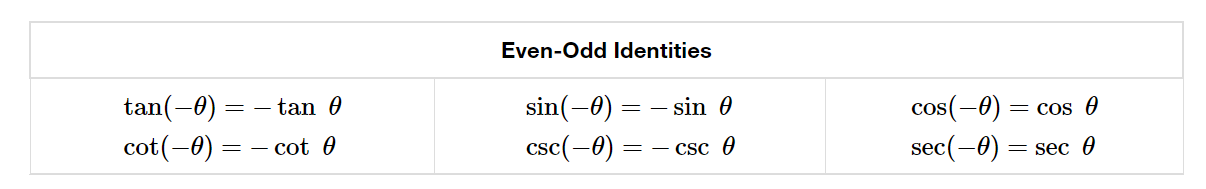 Even-Odd Identities
tan(−θ) = − tan θ sin(−θ) = − sin θ cos(−θ) = cos θ
cot(−θ) = − cot θ csc(−θ) = − csc θ sec(−θ) = sec θ